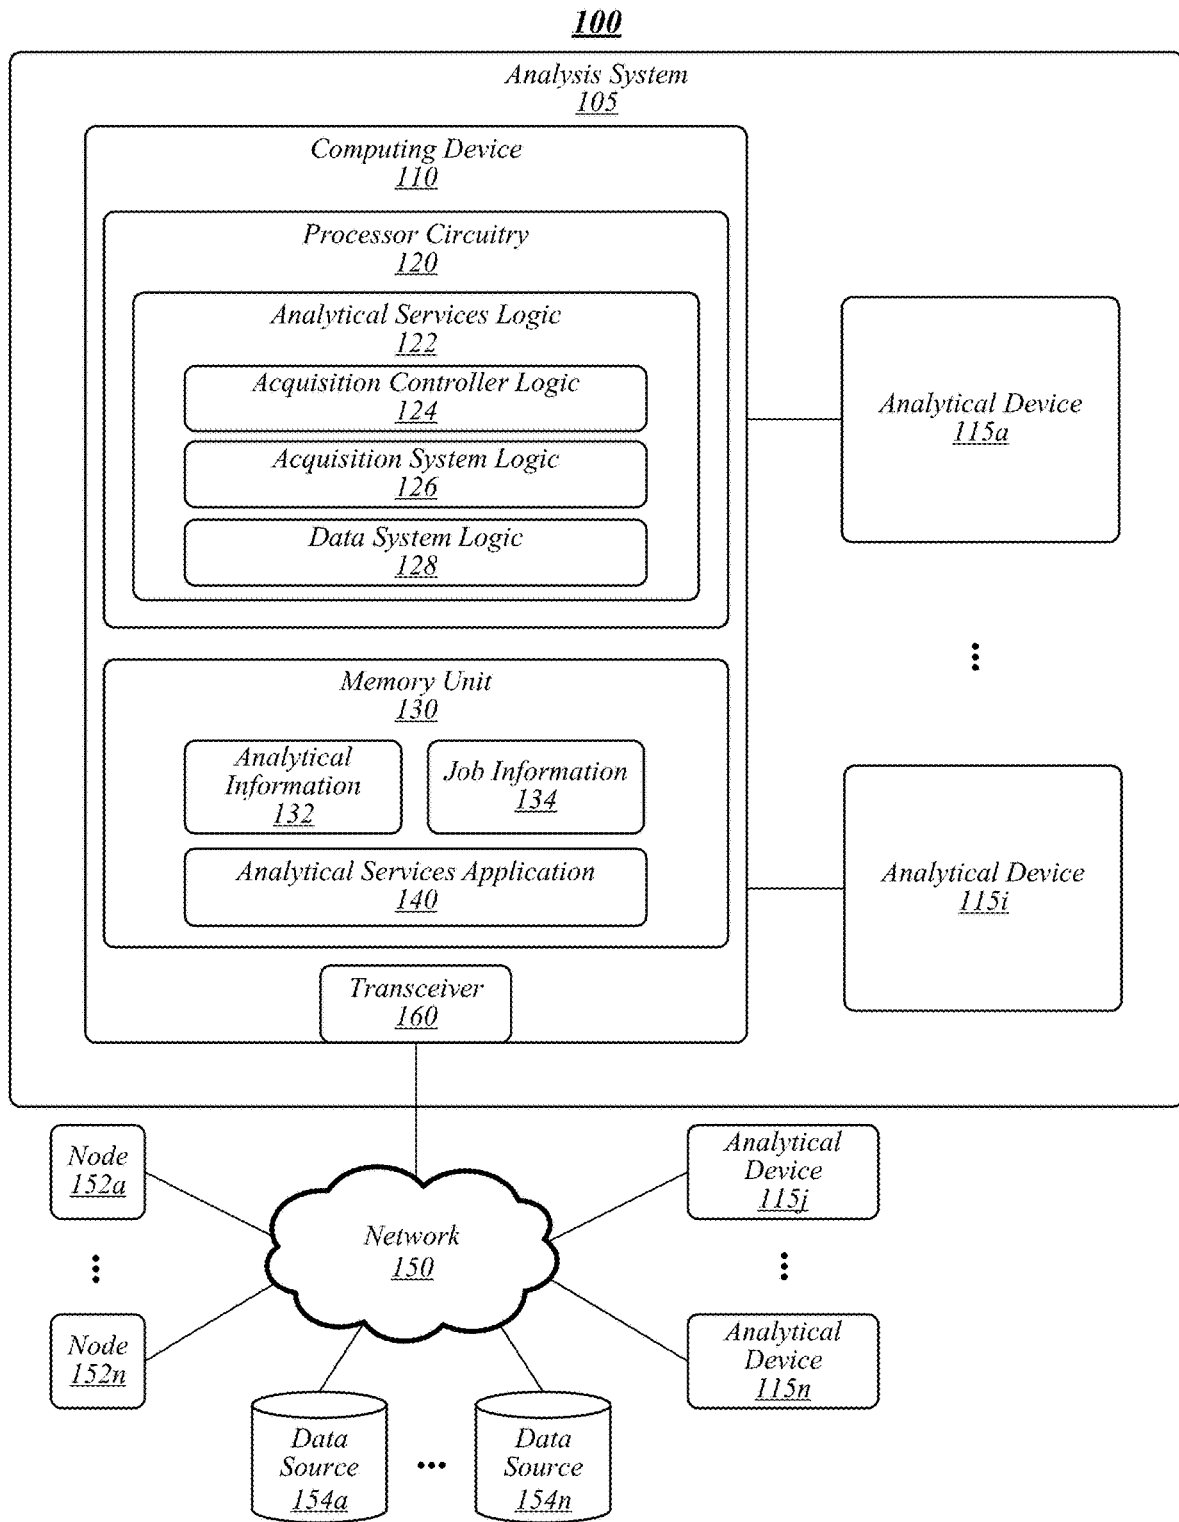 100
Analysis System
105
Computing Device
110
Processor Circuitry
120
Analytical Services Logic
122
Acquisition Controller Logic
124
Acquisition System Logic
126
Data System Logic
128
Analytical Device
115a
Memory Unit
130
Analytical
Information
132
Job Information
134
Analytical Services Application
140
Analytical Device
115i
Transceiver
160
Node
152a
Analytical
Device
115j
Network
150
Node
152n
Analytical
Device
115n
Data
Source
154a
Data
Source
154n